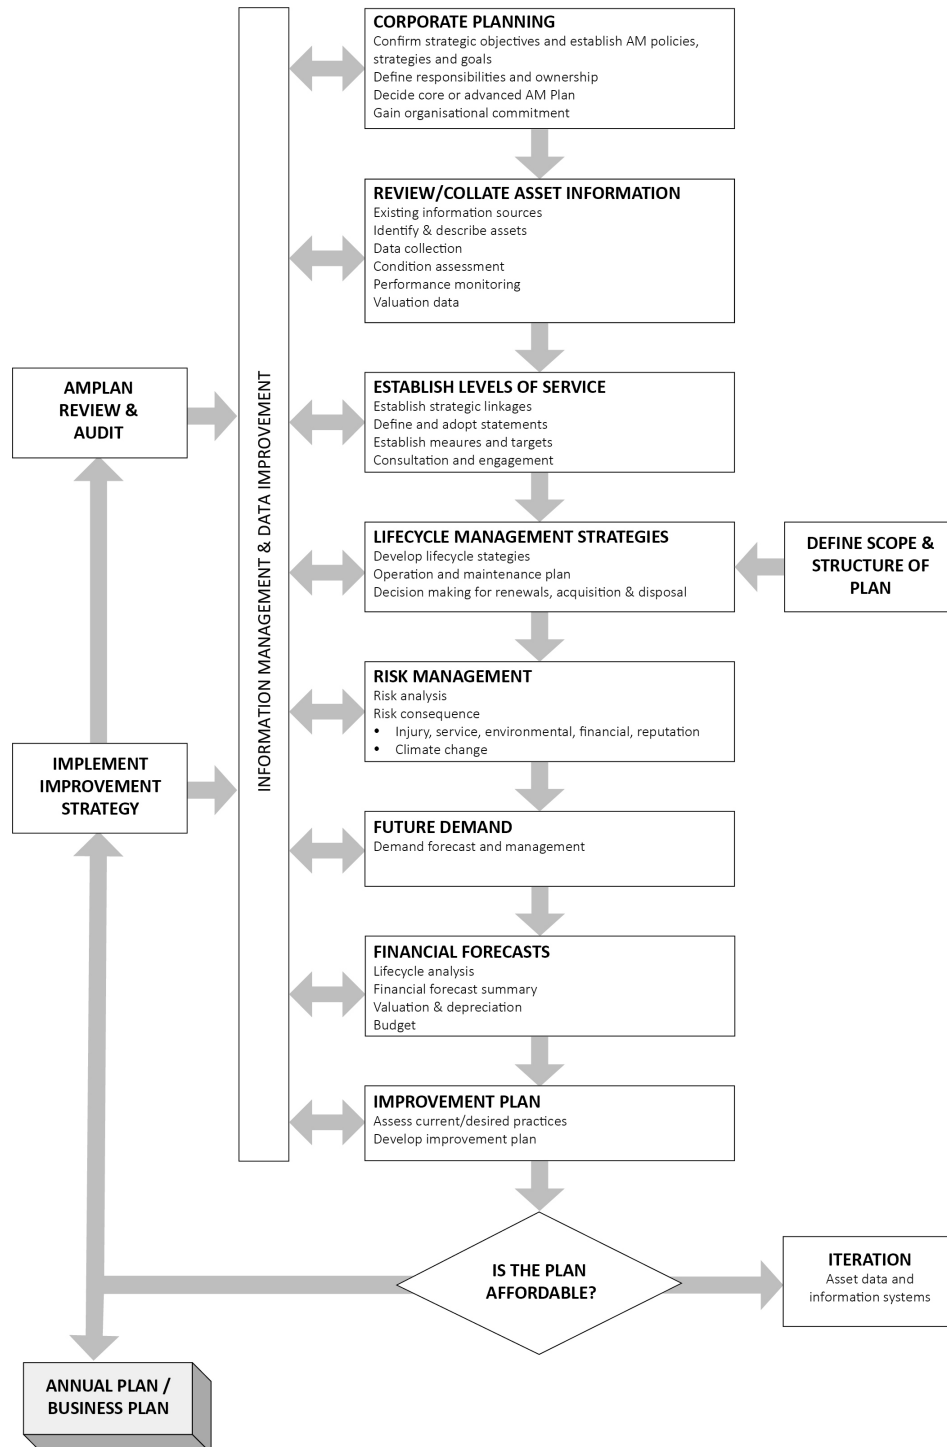 CORPORATE PLANNING
Confirm strategic objectives and establish AM policies,
strategies and goals
Define responsibilities and ownership
Decide core or advanced AM Plan
Gain organisational commitment
REVIEW/COLLATE ASSET INFORMATION
Existing information sources
Identify & describe assets
Data collection
Condition assessment
Performance monitoring
Valuation data
INFORMATION MANAGEMENT & DATA IMPROVEMENT
AMPLAN
REVIEW &
AUDIT
ESTABLISH LEVELS OF SERVICE
Establish strategic linkages
Define and adopt statements
Establish meaures and targets
Consultation and engagement
LIFECYCLE MANAGEMENT STRATEGIES
Develop lifecycle stategies
Operation and maintenance plan
Decision making for renewals, acquisition & disposal
DEFINE SCOPE &
STRUCTURE OF
PLAN
RISK MANAGEMENT
Risk analysis
Risk consequence
• Injury, service, environmental, financial, reputation
• Climate change
IMPLEMENT
IMPROVEMENT
STRATEGY
FUTURE DEMAND
Demand forecast and management
FINANCIAL FORECASTS
Lifecycle analysis
Financial forecast summary
Valuation & depreciation
Budget
IMPROVEMENT PLAN
Assess current/desired practices
Develop improvement plan
IS THE PLAN
AFFORDABLE?
ITERATION
Asset data and
information systems
ANNUAL PLAN /
BUSINESS PLAN